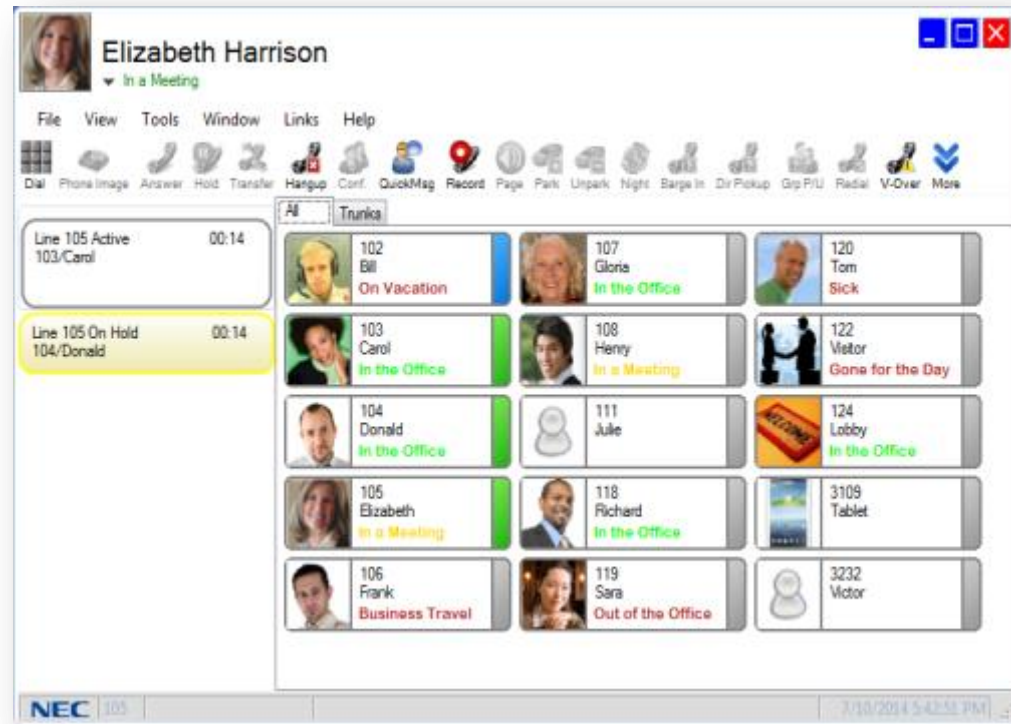 Elizabeth Harrison
In a Meeting
File View Tools Window Links Help
Dial Phone Image Answer Hold Transfer Hangup Conf. QuickMsg Record Page Park Unpark Night Barge In Dir Pickup Grp P/U Redial V-Over More
All Trunks
Line 105 Active 00:14
103/Carol
Line 105 On Hold 00:14
104/Donald
102
Bill
On Vacation
107
Gloria
In the Office
120
Tom
Sick
103
Carol
In the Office
108
Henry
In a Meeting
122
Visitor
Gone for the Day
104
Donald
In the Office
111
Julie
WELCOME
124
Lobby
In the Office
105
Elizabeth
In a Meeting
118
Richard
In the Office
3109
Tablet
106
Frank
Business Travel
119
Sara
Out of the Office
3232
Victor
NEC 105 7/10/2014 5:42:51 PM